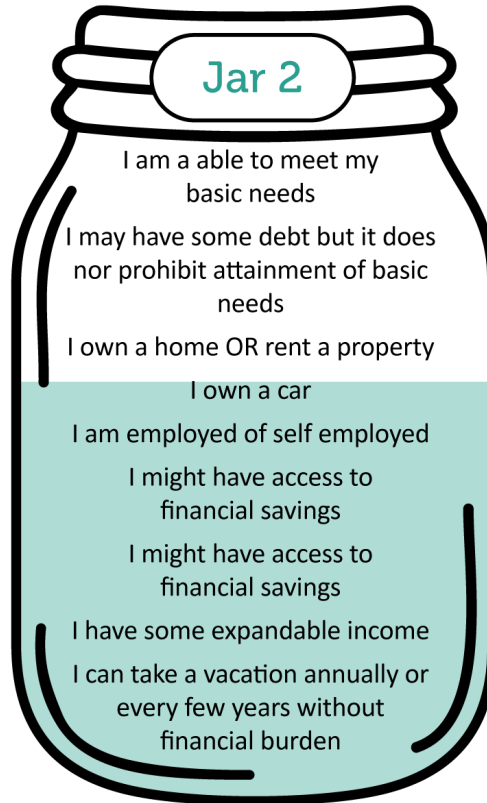 Jar 2
I am a able to meet my
basic needs
I may have some debt but it does
nor prohibit attainment of basic
needs
I own a home OR rent a property
I own a car
I am employed of self employed
I might have access to
financial savings
I might have access to
financial savings
I have some expandable income
I can take a vacation annually or
every few years without
financial burden